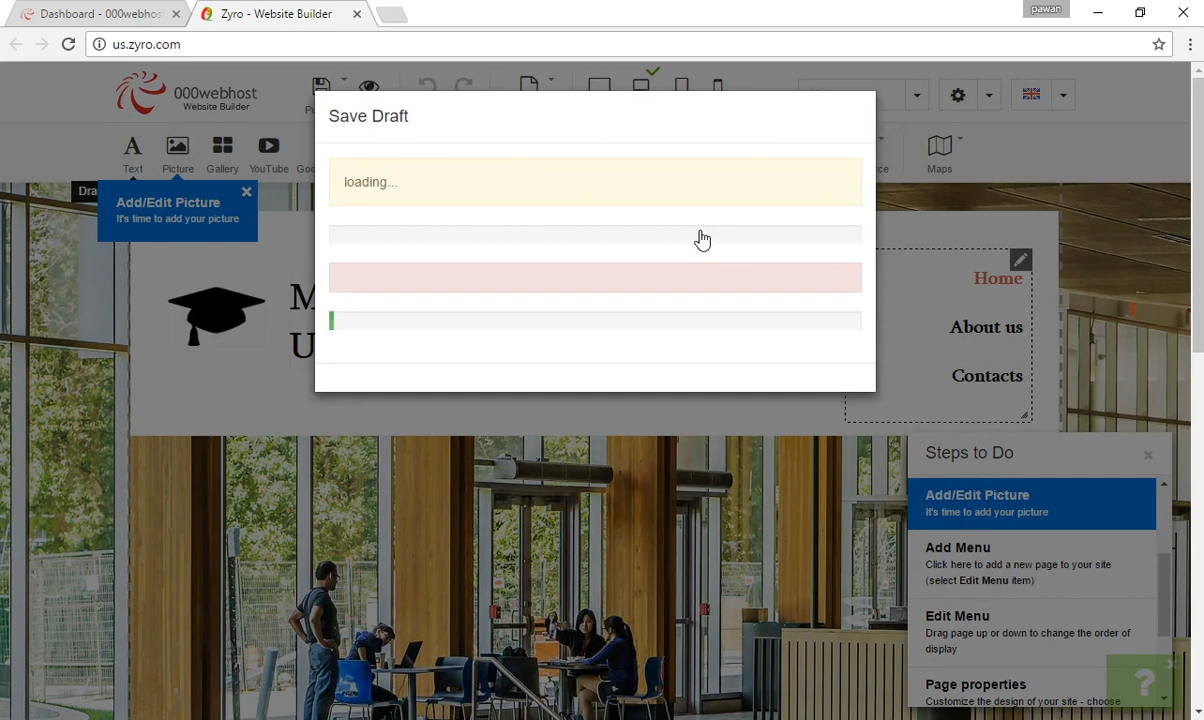 Dashboard - 000webhos
Zyro - Website Builder
pawan
us.zyro.com
000webhost
Website Builder
Pu
Text
Picture
Gallery
YouTube
Goo
rce
Maps
Dra
Add/Edit Picture
It's time to add your picture
Save Draft
loading...
M
U
Home
About us
Contacts
Steps to Do
Add/Edit Picture
It's time to add your picture
Add Menu
Click here to add a new page to your site
(select Edit Menu item)
Edit Menu
Drag page up or down to change the order of
display
Page properties
Customize the design of your site - choose
?